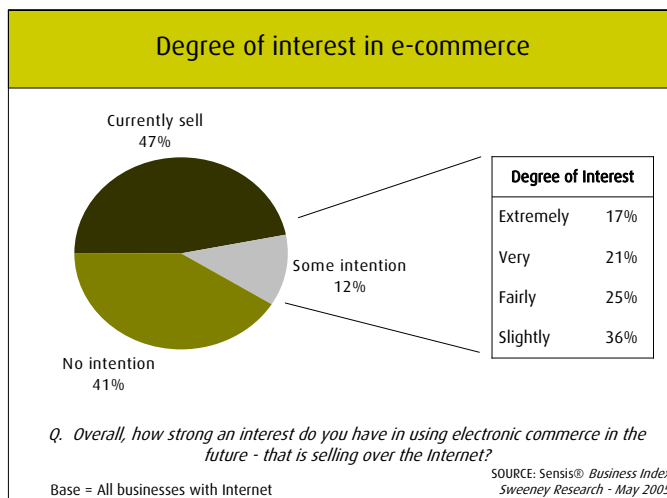 Degree of interest in e-commerce
Currently sell
47%
Some intention
12%
No intention
41%
Degree of Interest
Extremely 17%
Very 21%
Fairly 25%
Slightly 36%
Q. Overall, how strong an interest do you have in using electronic commerce in the
future - that is selling over the Internet?
Base = All businesses with Internet
SOURCE: Sensis® Business Index
Sweeney Research - May 2005